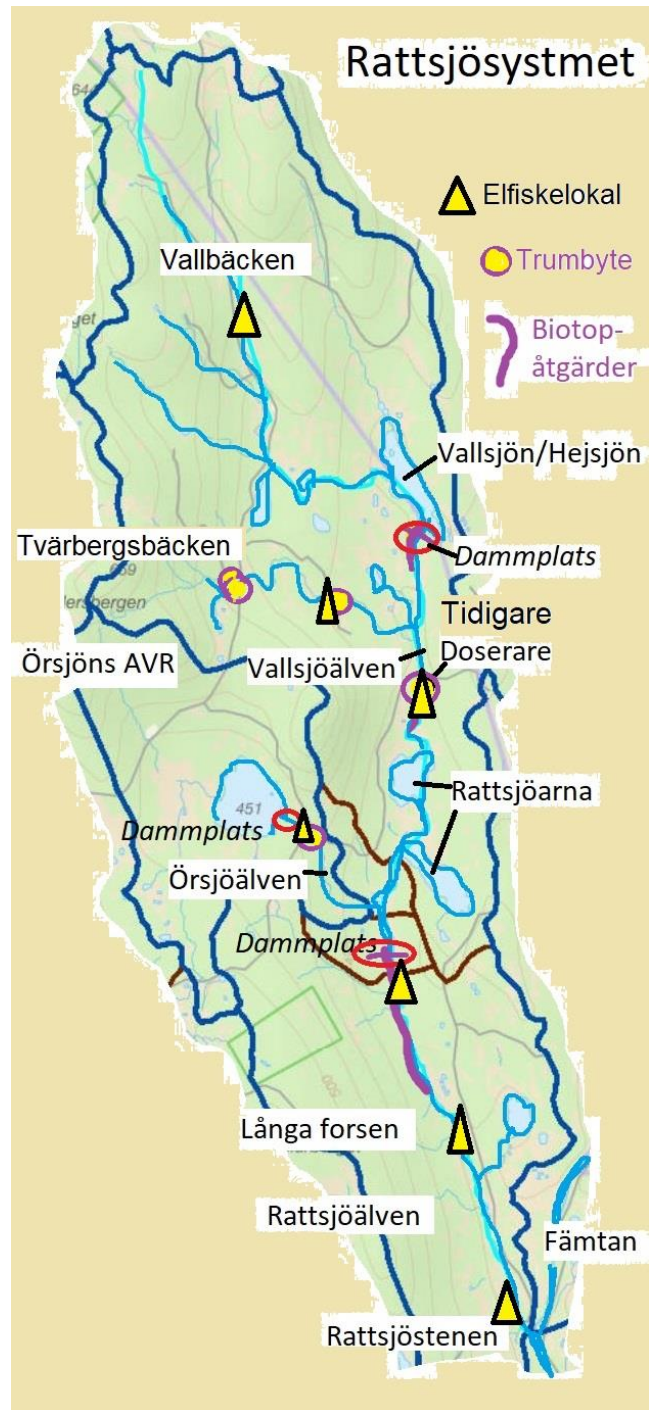 Rattsjösystmet
Elfiskelokal
Vallbäcken
Trumbyte
Biotop-
åtgärder
Vallsjön/Hejsjön
Tvärbergsbäcken
Dammplats
Tidigare
Örsjöns AVR
Vallsjöälven
Doserare
Rattsjöarna
451
Dammplats
Örsjöälven
Dammplats
500
Långa forsen
Rattsjöälven
Fämtan
Rattsjöstenen